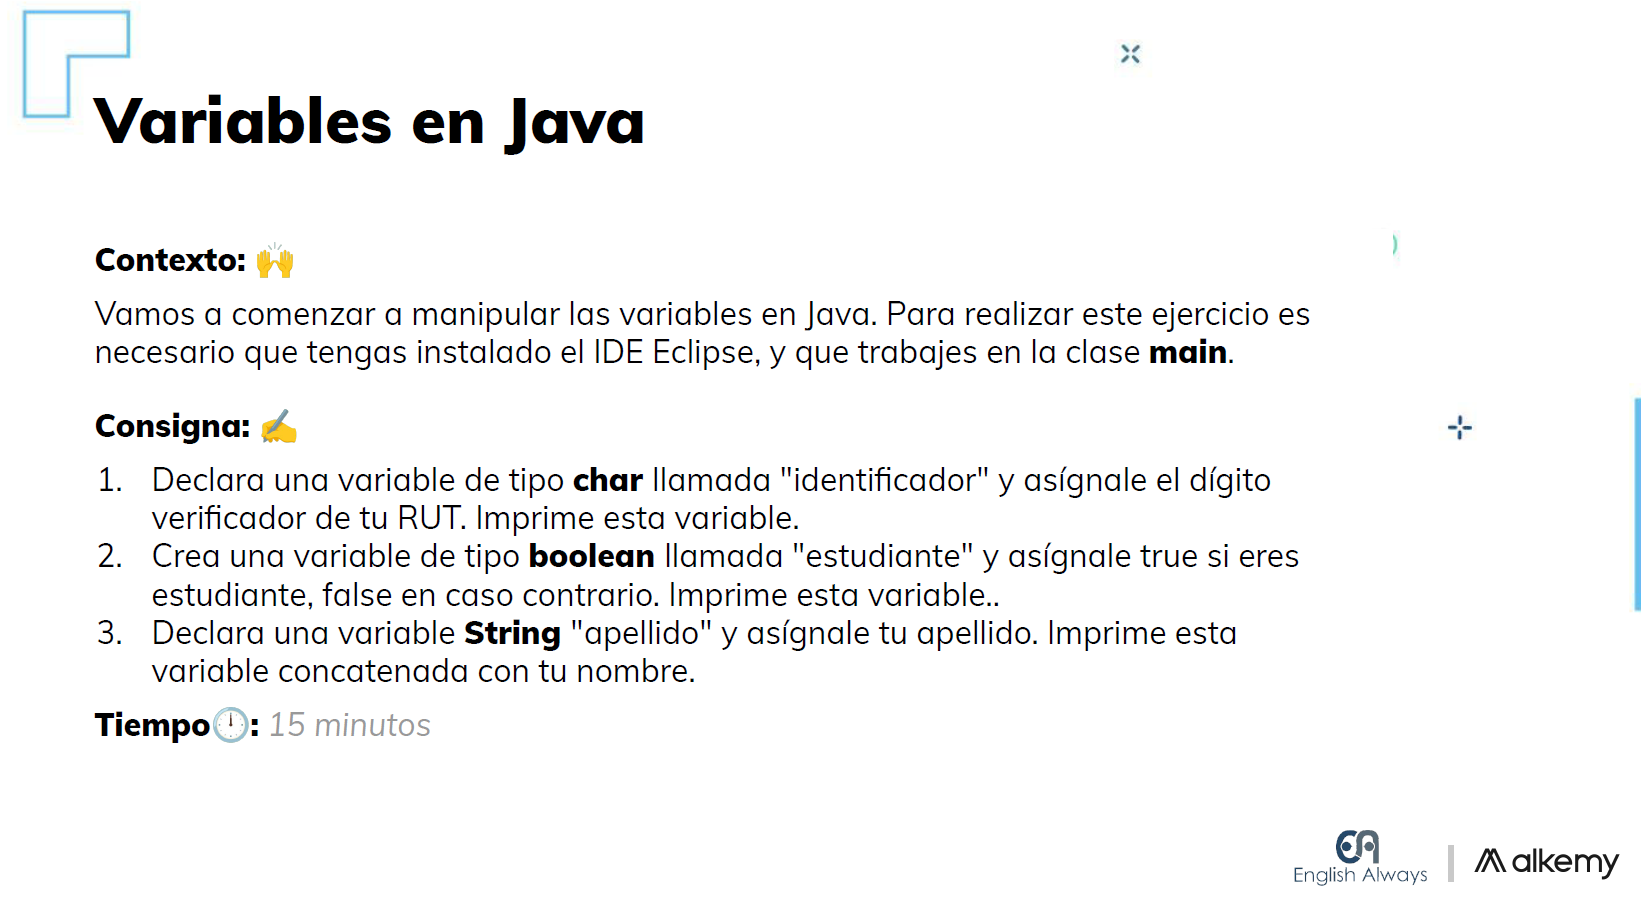 Variables en Java
Contexto: 🙌
Vamos a comenzar a manipular las variables en Java. Para realizar este ejercicio es
necesario que tengas instalado el IDE Eclipse, y que trabajes en la clase main.
Consigna: ✍️
1. Declara una variable de tipo char llamada "identificador" y asígnale el dígito
verificador de tu RUT. Imprime esta variable.
2. Crea una variable de tipo boolean llamada "estudiante" y asígnale true si eres
estudiante, false en caso contrario. Imprime esta variable..
3. Declara una variable String "apellido" y asígnale tu apellido. Imprime esta
variable concatenada con tu nombre.
Tiempo🕛: 15 minutos
English Always
alkemy